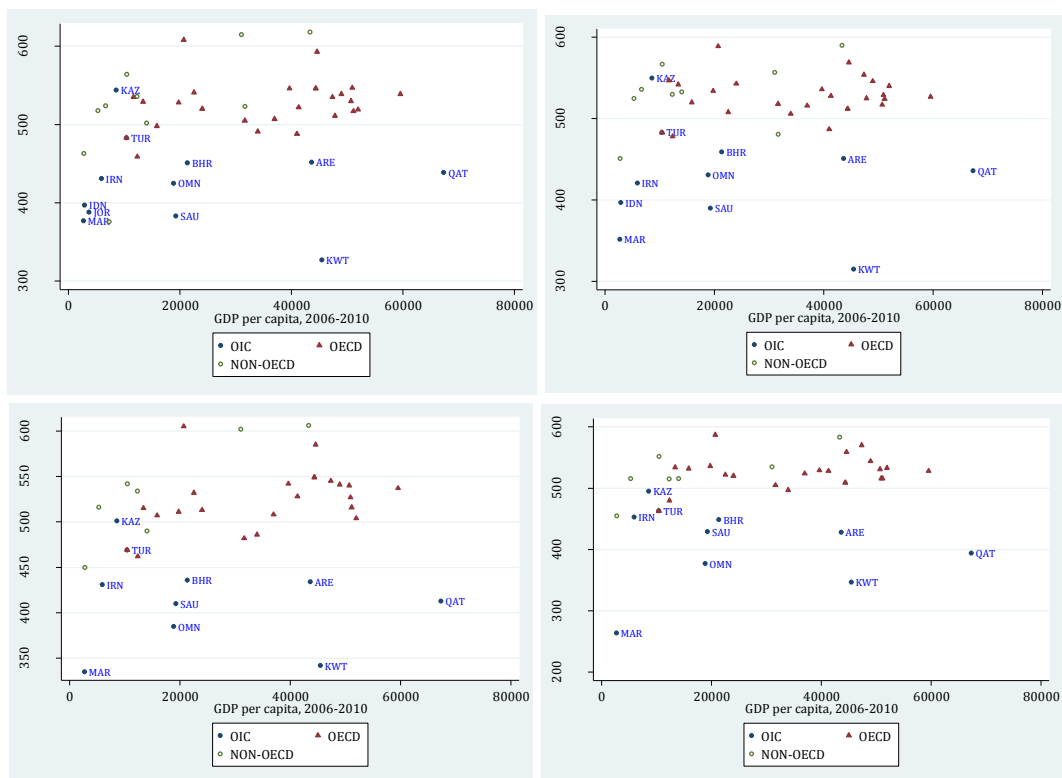 600
500
400
300
KAZ
TUR
IRN
BHR
OMN
ARE
QAT
IDN
JOR
MAR
SAU
KWT
0 20000 40000 60000 80000
GDP per capita, 2006-2010
OIC OECD
NON-OECD
600
500
400
300
KAZ
TUR
BHR
ARE
IRN
OMN
QAT
IDN
SAU
MAR
KWT
0 20000 40000 60000 80000
GDP per capita, 2006-2010
OIC OECD
NON-OECD
600
550
500
450
400
350
KAZ
TUR
IRN
BHR
ARE
SAU
QAT
OMN
MAR
KWT
0 20000 40000 60000 80000
GDP per capita, 2006-2010
OIC OECD
NON-OECD
600
500
400
300
200
KAZ
IRN
TUR
BHR
SAU
ARE
OMN
QAT
KWT
MAR
0 20000 40000 60000 80000
GDP per capita, 2006-2010
OIC OECD
NON-OECD